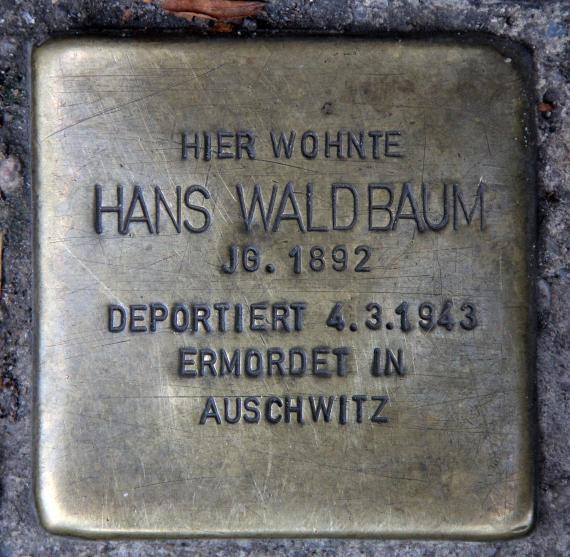 HIER WOHNTE
HANS WALDBAUM
JG. 1892
DEPORTIERT 4.3.1943
ERMORDET IN
AUSCHWITZ